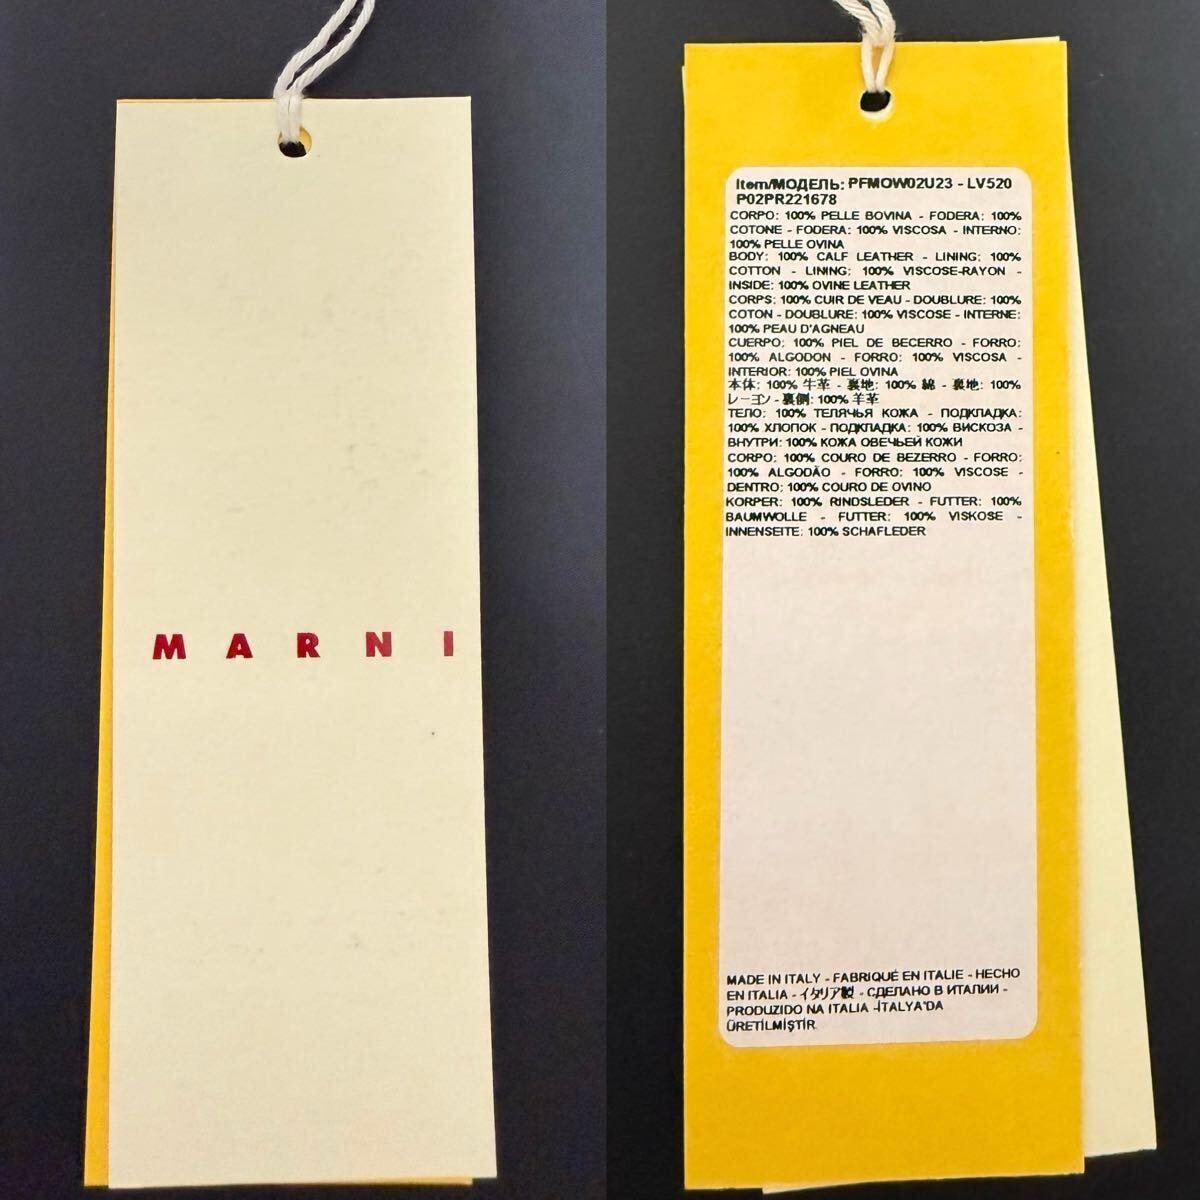 MARNI
Item/МОДЕЛЬ: PFMOW02U23 - LV520
P02PR221678
CORPO: 100% PELLE BOVINA - FODERA: 100%
COTONE - FODERA: 100% VISCOSA - INTERNO:
100% PELLE OVINA
BODY: 100% CALF LEATHER - LINING: 100%
COTTON - LINING: 100% VISCOSE-RAYON -
INSIDE: 100% OVINE LEATHER
CORPS: 100% CUIR DE VEAU - DOUBLURE: 100%
COTON - DOUBLURE: 100% VISCOSE - INTERNE:
100% PEAU D'AGNEAU
CUERPO: 100% PIEL DE BECERRO - FORRO:
100% ALGODON - FORRO: 100% VISCOSA -
INTERIOR: 100% PIEL OVINA
本体: 100% 牛革 - 裏地: 100% 綿 - 裏地: 100%
レーヨン - 裏側: 100% 羊革
ТЕЛО: 100% ТЕЛЯЧЬЯ КОЖА - ПОДКЛАДКА:
100% ХЛОПОК - ПОДКЛАДКА: 100% ВИСКОЗА -
ВНУТРИ: 100% КОЖА ОВЕЧЬЕЙ КОЖИ
CORPO: 100% COURO DE BEZERRO - FORRO:
100% ALGODÃO - FORRO: 100% VISCOSE -
DENTRO: 100% COURO DE OVINO
KORPER: 100% RINDSLEDER - FUTTER: 100%
BAUMWOLLE - FUTTER: 100% VISKOSE -
INNENSEITE: 100% SCHAFLEDER
MADE IN ITALY - FABRIQUÉ EN ITALIE - HECHO
EN ITALIA - イタリア製 - СДЕЛАНО В ИТАЛИИ -
PRODUZIDO NA ITALIA -İTALYA'DA
ÜRETİLMİŞTİR